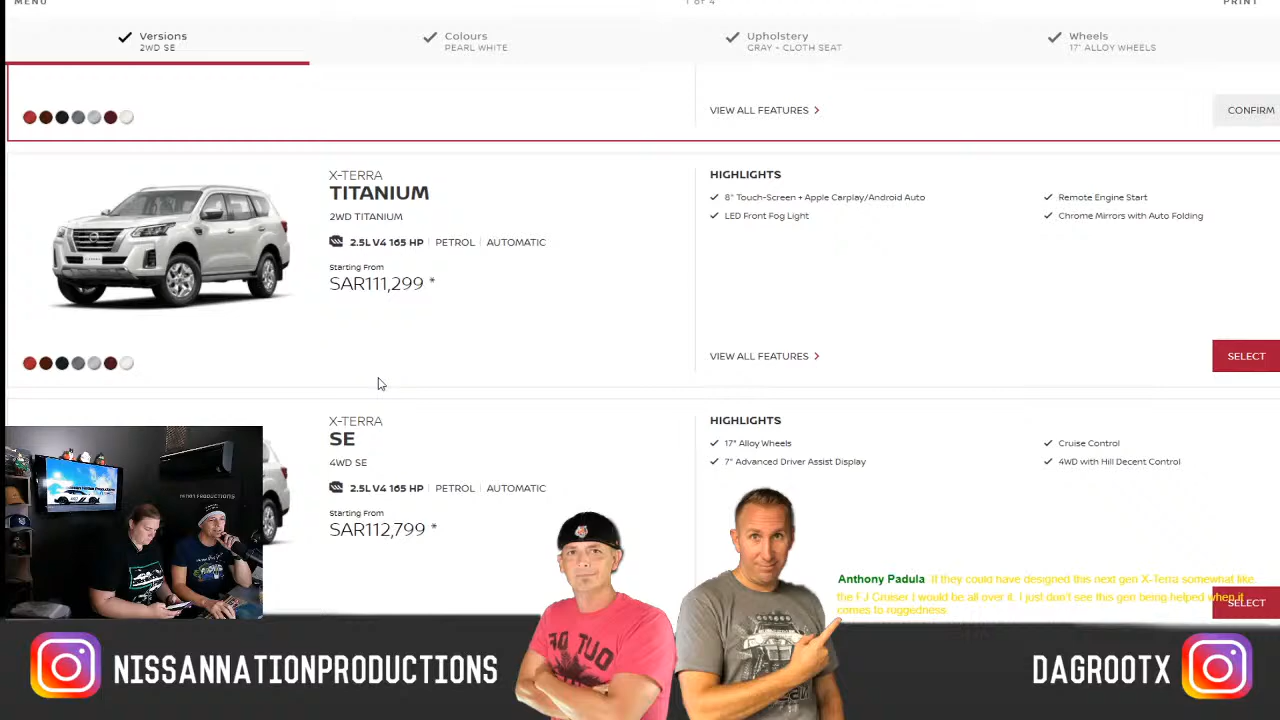 MENU
1 of 4
PRINT
Versions
2WD SE
Colours
PEARL WHITE
Upholstery
GRAY - CLOTH SEAT
Wheels
17" ALLOY WHEELS
VIEW ALL FEATURES
CONFIRM
X-TERRA
TITANIUM
2WD TITANIUM
2.5L V4 165 HP | PETROL | AUTOMATIC
Starting From
SAR111,299 *
HIGHLIGHTS
8" Touch-Screen + Apple Carplay/Android Auto
LED Front Fog Light
Remote Engine Start
Chrome Mirrors with Auto Folding
VIEW ALL FEATURES
SELECT
X-TERRA
SE
4WD SE
2.5L V4 165 HP | PETROL | AUTOMATIC
Starting From
SAR112,799 *
HIGHLIGHTS
17" Alloy Wheels
7" Advanced Driver Assist Display
Cruise Control
4WD with Hill Decent Control
SELECT
Anthony Padula If they could have designed this next gen X-Terra somewhat like
the FJ Cruiser I would be all over it. I just don't see this gen being helped when it
comes to ruggedness.
NISSANNATIONPRODUCTIONS
DAGROOTX